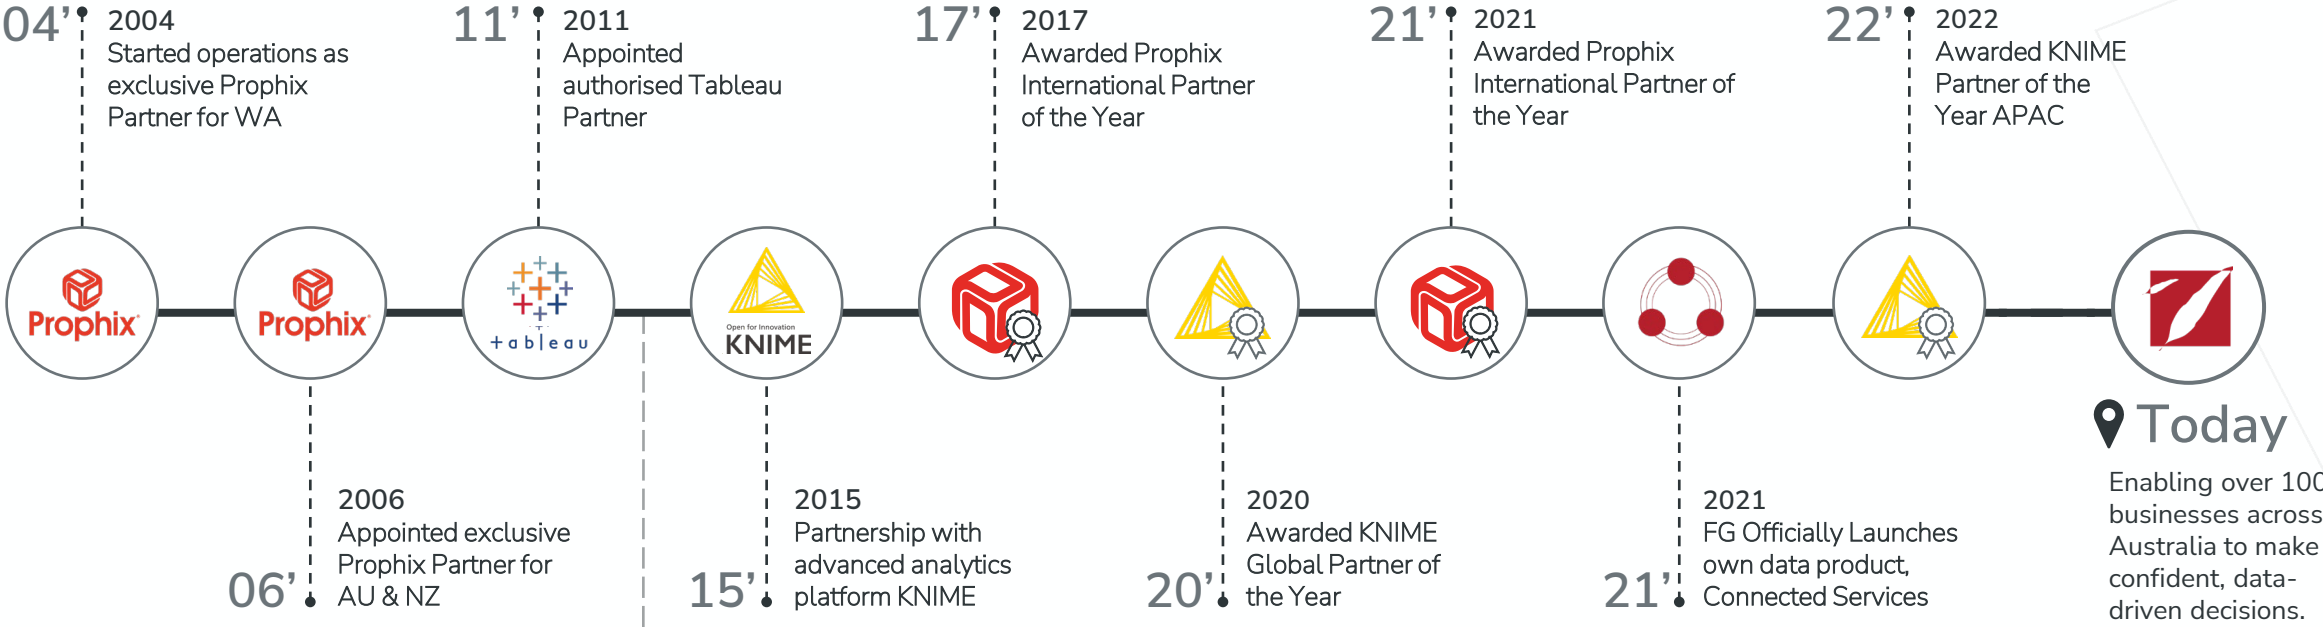 04’
2004
Started operations as
exclusive Prophix
Partner for WA
11’
2011
Appointed
authorised Tableau
Partner
17’
2017
Awarded Prophix
International Partner
of the Year
21’
2021
Awarded Prophix
International Partner of
the Year
22’
2022
Awarded KNIME
Partner of the
Year APAC
Prophix
Prophix
+ableau
Open for Innovation
KNIME
06’
2006
Appointed exclusive
Prophix Partner for
AU & NZ
15’
2015
Partnership with
advanced analytics
platform KNIME
20’
2020
Awarded KNIME
Global Partner of
the Year
21’
2021
FG Officially Launches
own data product,
Connected Services
Today
Enabling over 100
businesses across
Australia to make
confident, data-
driven decisions.